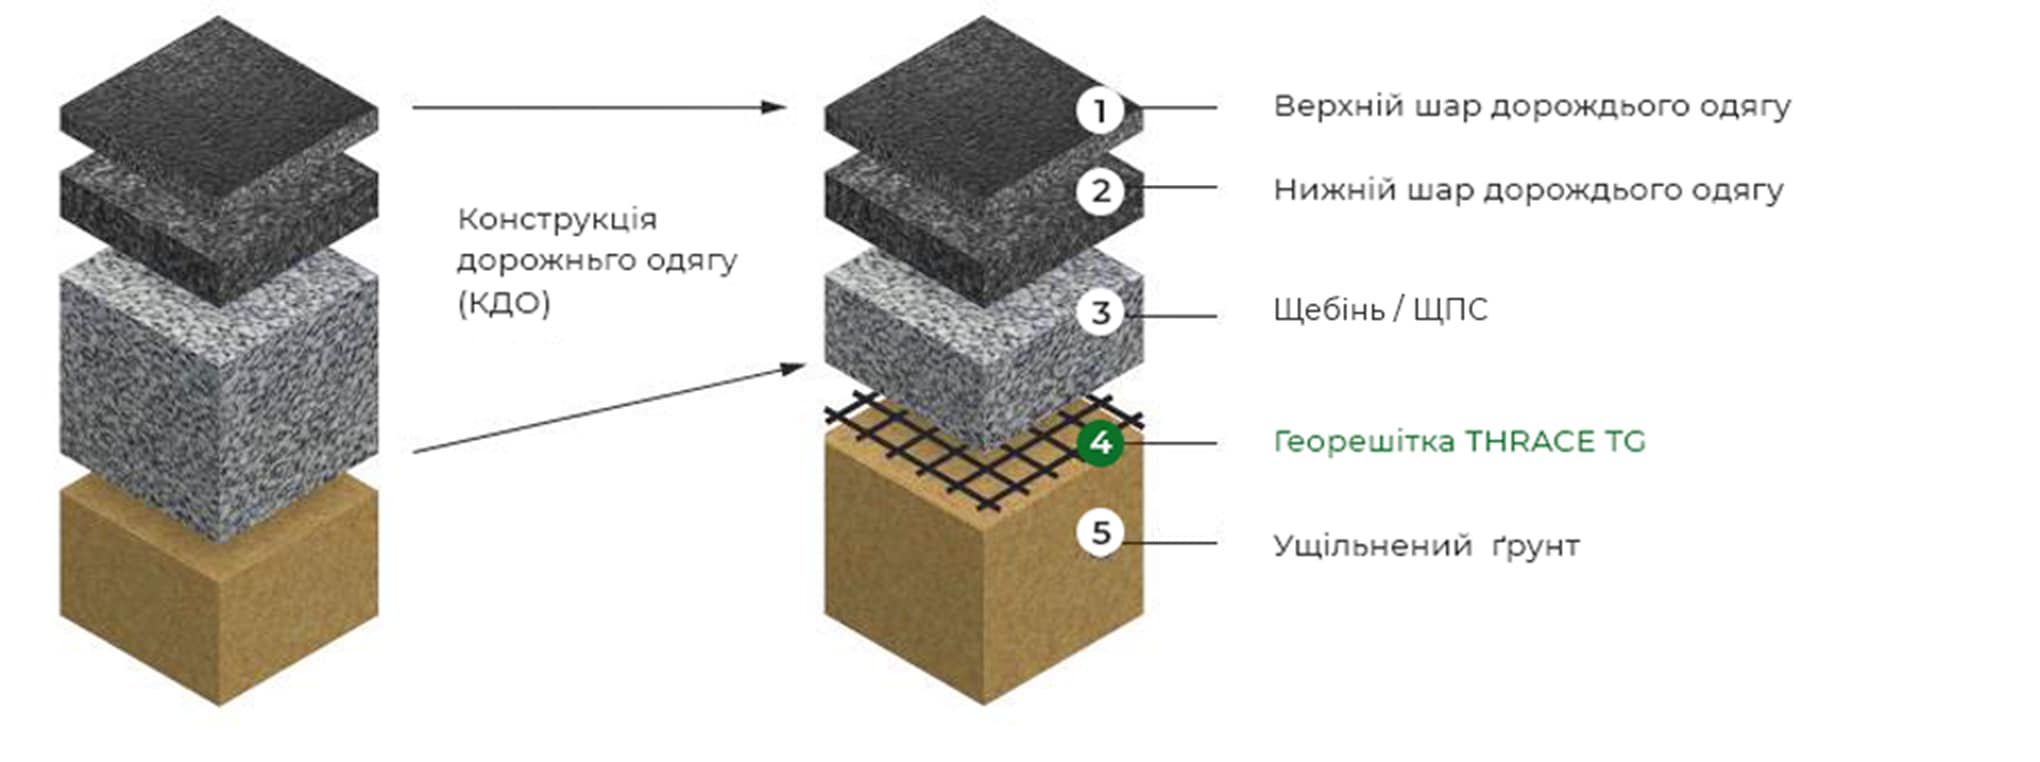 Конструкція
дорожньго одягу
(КДО)
1 Верхній шар дорождього одягу
2 Нижній шар дорождього одягу
3 Щебінь / ЩПС
4 Георешітка THRACE TG
5 Ущільнений ґрунт